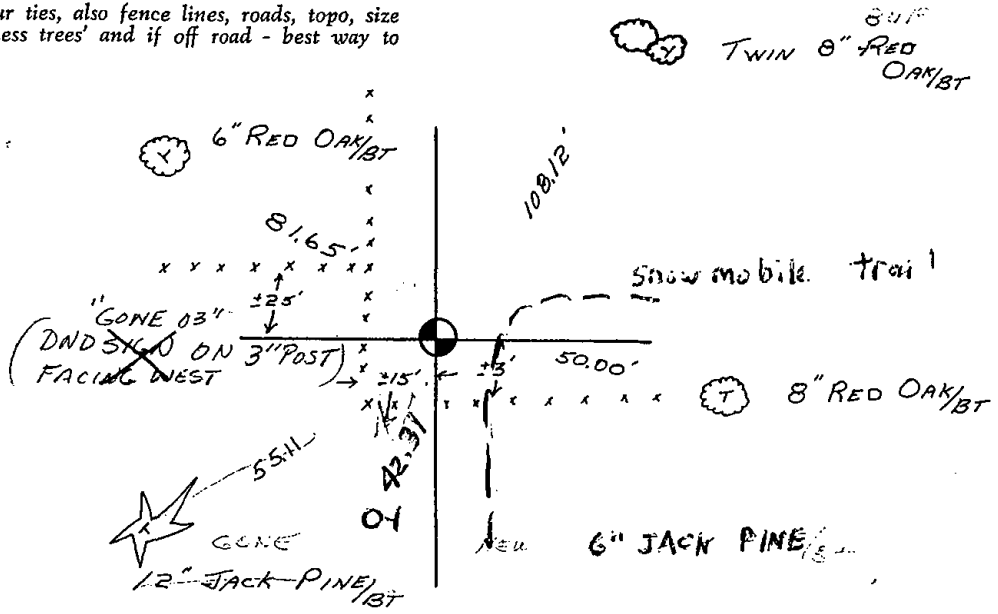 ur ties, also fence lines, roads, topo, size
ess trees' and if off road - best way to
TWIN 8" RED
OAK/BT
6" RED OAK/BT
108.12'
81.65'
snow mobile trail
±25'
"GONE 03"
DND SIGN ON 3" POST
FACING WEST
±15'
±3'
50.00'
8" RED OAK/BT
42.31
55.11
GONE
12" JACK PINE/BT
6" JACK PINE/